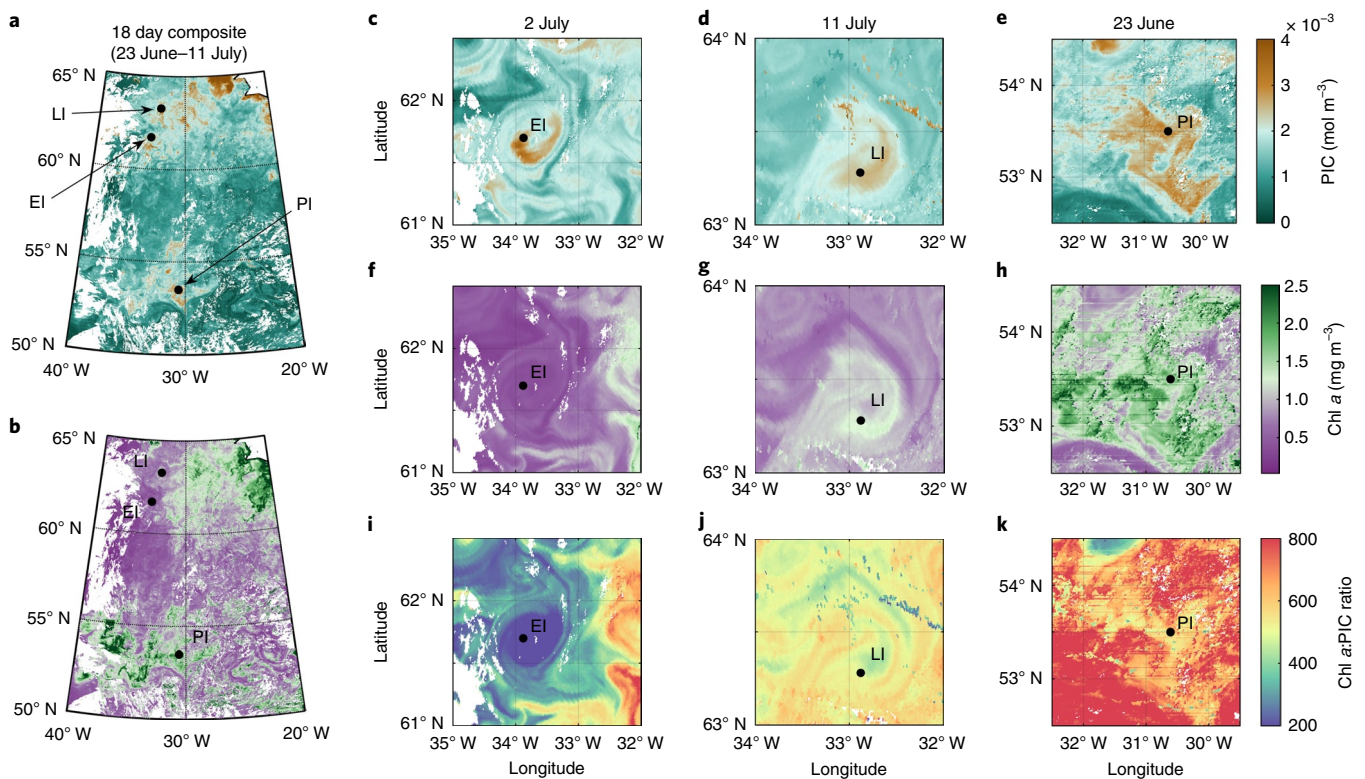 a
18 day composite
(23 June–11 July)
65° N
LI
60° N
EI
PI
55° N
50° N
40° W
30° W
20° W
b
65° N
LI
EI
60° N
55° N
PI
50° N
40° W
30° W
20° W
c
2 July
62° N
EI
Latitude
61° N
35° W
34° W
33° W
32° W
d
11 July
64° N
LI
63° N
34° W
33° W
32° W
e
23 June
54° N
PI
53° N
32° W
31° W
30° W
× 10⁻³
4
3
2
1
0
PIC (mol m⁻³)
f
62° N
EI
Latitude
61° N
35° W
34° W
33° W
32° W
g
64° N
LI
63° N
34° W
33° W
32° W
h
54° N
PI
53° N
32° W
31° W
30° W
2.5
2.0
1.5
1.0
0.5
Chl a (mg m⁻³)
i
62° N
EI
Latitude
61° N
35° W
34° W
33° W
32° W
j
64° N
LI
63° N
34° W
33° W
32° W
Longitude
Longitude
k
54° N
PI
53° N
32° W
31° W
30° W
800
600
400
200
Chl a:PIC ratio